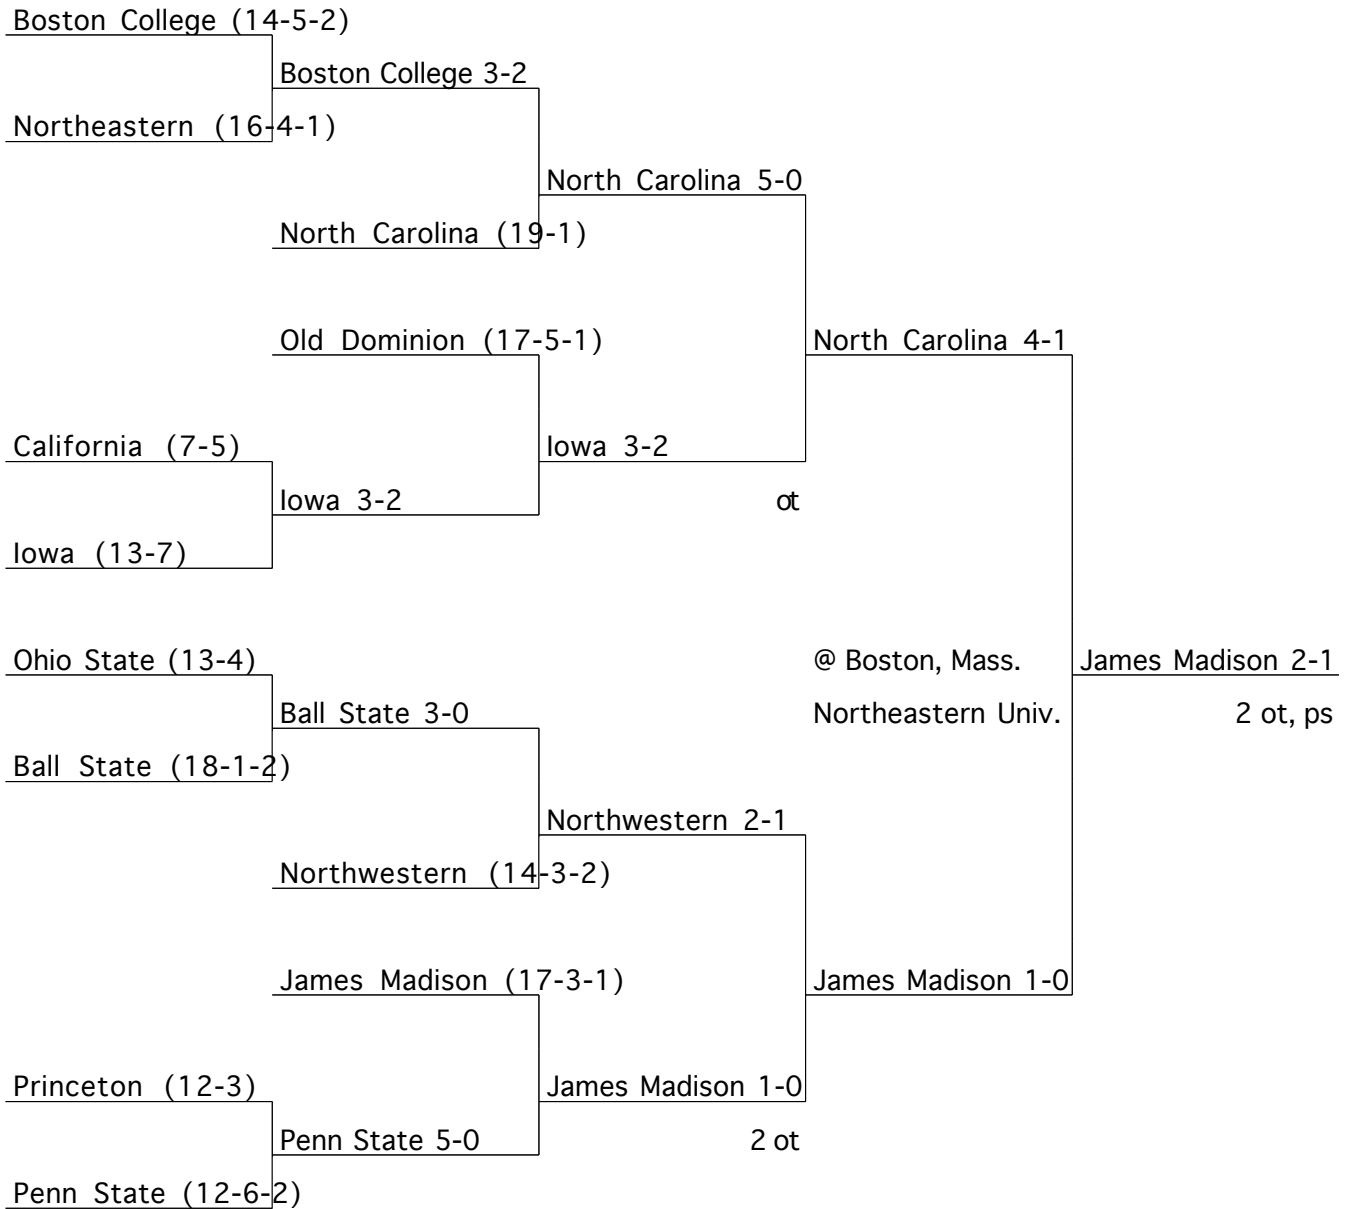 Boston College (14-5-2)
Boston College 3-2
Northeastern (16-4-1)
North Carolina 5-0
North Carolina (19-1)
Old Dominion (17-5-1)
North Carolina 4-1
California (7-5)
Iowa 3-2
Iowa 3-2
ot
Iowa (13-7)
Ohio State (13-4)
@ Boston, Mass.
James Madison 2-1
Ball State 3-0
Northeastern Univ.
2 ot, ps
Ball State (18-1-2)
Northwestern 2-1
Northwestern (14-3-2)
James Madison (17-3-1)
James Madison 1-0
Princeton (12-3)
James Madison 1-0
Penn State 5-0
2 ot
Penn State (12-6-2)